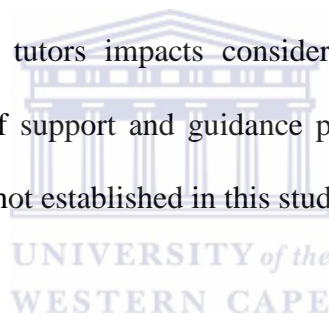 tutors impacts consider
f support and guidance p
not established in this stud
UNIVERSITY of the
WESTERN CAPE